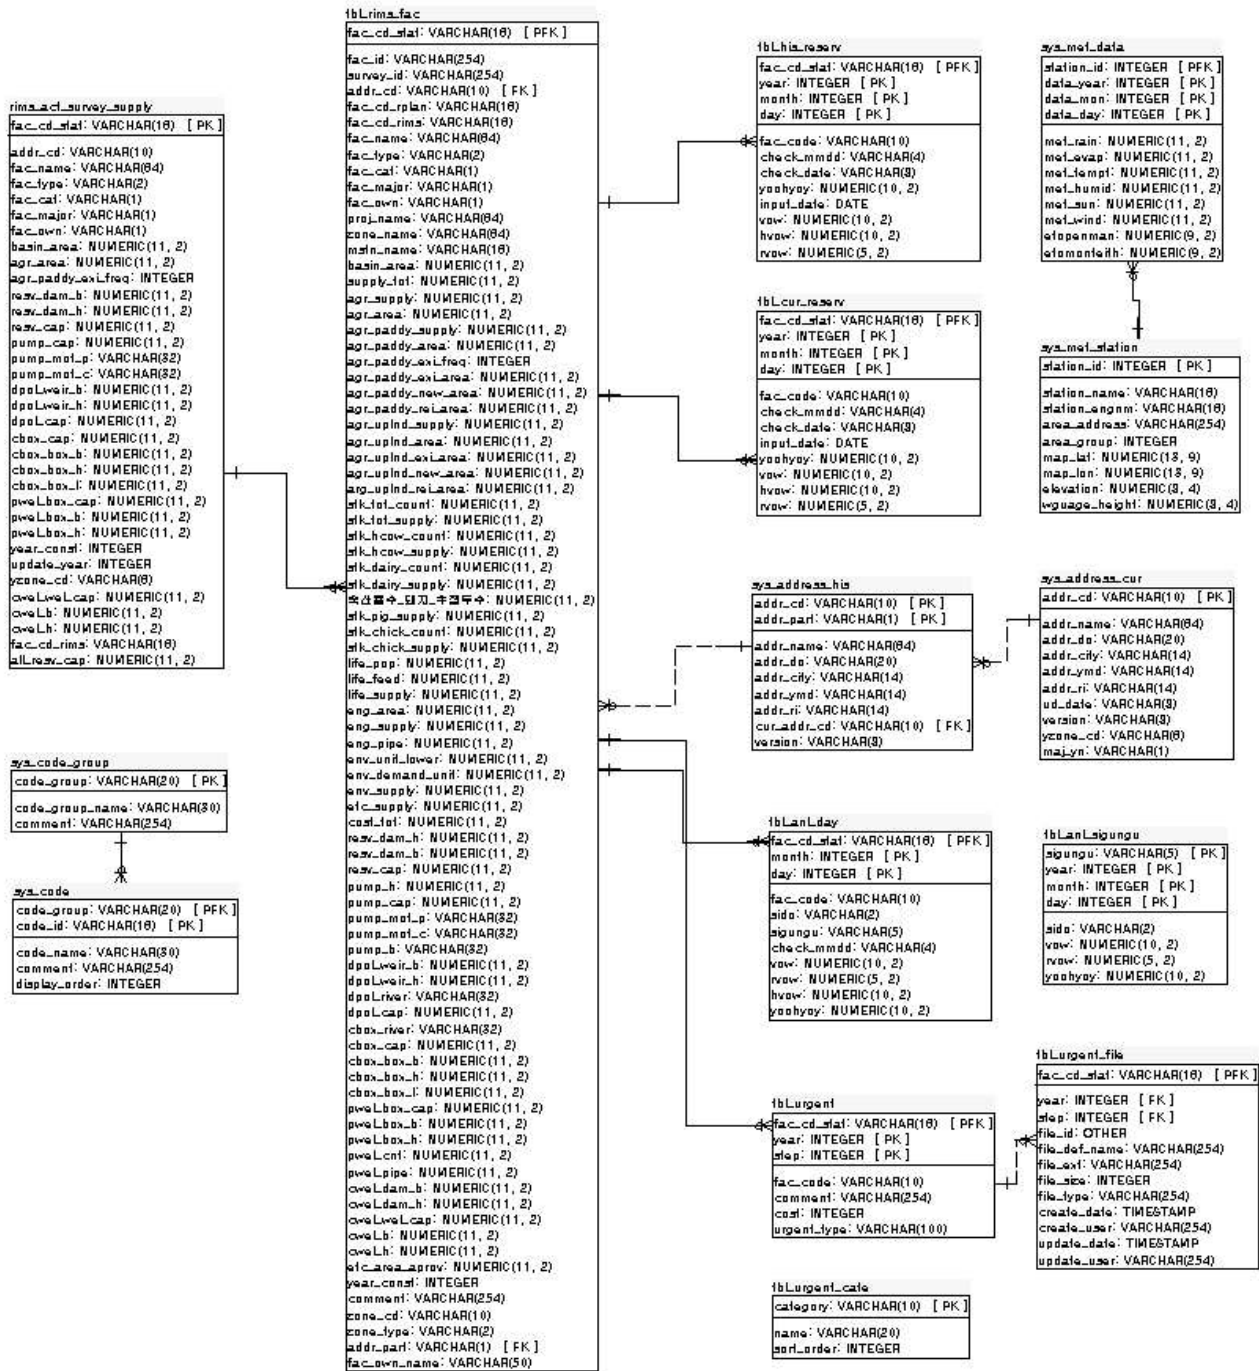 rims_act_survey_supply
fac_cd_stat: VARCHAR(16) [ PK ]
addr_cd: VARCHAR(10)
fac_name: VARCHAR(64)
fac_type: VARCHAR(2)
fac_cat: VARCHAR(1)
fac_major: VARCHAR(1)
fac_own: VARCHAR(1)
basin_area: NUMERIC(11, 2)
agr_area: NUMERIC(11, 2)
agr_paddy_exi_freq: INTEGER
resv_dam_b: NUMERIC(11, 2)
resv_dam_h: NUMERIC(11, 2)
resv_cap: NUMERIC(11, 2)
pump_cap: NUMERIC(11, 2)
pump_mot_p: VARCHAR(32)
pump_mot_c: VARCHAR(32)
dpol_weir_b: NUMERIC(11, 2)
dpol_weir_h: NUMERIC(11, 2)
dpol_cap: NUMERIC(11, 2)
cbox_cap: NUMERIC(11, 2)
cbox_box_b: NUMERIC(11, 2)
cbox_box_h: NUMERIC(11, 2)
cbox_box_l: NUMERIC(11, 2)
pwel_box_cap: NUMERIC(11, 2)
pwel_box_b: NUMERIC(11, 2)
pwel_box_h: NUMERIC(11, 2)
year_const: INTEGER
update_year: INTEGER
yzone_cd: VARCHAR(6)
cwel_wel_cap: NUMERIC(11, 2)
cwel_b: NUMERIC(11, 2)
cwel_h: NUMERIC(11, 2)
fac_cd_rims: VARCHAR(16)
all_resv_cap: NUMERIC(11, 2)
sys_code_group
code_group: VARCHAR(20) [ PK ]
code_group_name: VARCHAR(30)
comment: VARCHAR(254)
sys_code
code_group: VARCHAR(20) [ PFK ]
code_id: VARCHAR(16) [ PK ]
code_name: VARCHAR(30)
comment: VARCHAR(254)
display_order: INTEGER
tbl_rims_fac
fac_cd_stat: VARCHAR(16) [ PFK ]
fac_id: VARCHAR(254)
survey_id: VARCHAR(254)
addr_cd: VARCHAR(10) [ FK ]
fac_cd_rplan: VARCHAR(16)
fac_cd_rims: VARCHAR(16)
fac_name: VARCHAR(64)
fac_type: VARCHAR(2)
fac_cat: VARCHAR(1)
fac_major: VARCHAR(1)
fac_own: VARCHAR(1)
proj_name: VARCHAR(64)
zone_name: VARCHAR(64)
mstn_name: VARCHAR(16)
basin_area: NUMERIC(11, 2)
supply_tot: NUMERIC(11, 2)
agr_supply: NUMERIC(11, 2)
agr_area: NUMERIC(11, 2)
agr_paddy_supply: NUMERIC(11, 2)
agr_paddy_area: NUMERIC(11, 2)
agr_paddy_exi_freq: INTEGER
agr_paddy_exi_area: NUMERIC(11, 2)
agr_paddy_new_area: NUMERIC(11, 2)
agr_paddy_rei_area: NUMERIC(11, 2)
agr_uplnd_supply: NUMERIC(11, 2)
agr_uplnd_area: NUMERIC(11, 2)
agr_uplnd_exi_area: NUMERIC(11, 2)
agr_uplnd_new_area: NUMERIC(11, 2)
arg_uplnd_rei_area: NUMERIC(11, 2)
stk_tot_count: NUMERIC(11, 2)
stk_tot_supply: NUMERIC(11, 2)
stk_hcow_count: NUMERIC(11, 2)
stk_hcow_supply: NUMERIC(11, 2)
stk_dairy_count: NUMERIC(11, 2)
stk_dairy_supply: NUMERIC(11, 2)
NUMERIC(11, 2)
stk_pig_supply: NUMERIC(11, 2)
stk_chick_count: NUMERIC(11, 2)
stk_chick_supply: NUMERIC(11, 2)
life_pop: NUMERIC(11, 2)
life_feed: NUMERIC(11, 2)
life_supply: NUMERIC(11, 2)
eng_area: NUMERIC(11, 2)
eng_supply: NUMERIC(11, 2)
eng_pipe: NUMERIC(11, 2)
env_unit_lower: NUMERIC(11, 2)
env_demand_unit: NUMERIC(11, 2)
env_supply: NUMERIC(11, 2)
etc_supply: NUMERIC(11, 2)
cost_tot: NUMERIC(11, 2)
resv_dam_h: NUMERIC(11, 2)
resv_dam_b: NUMERIC(11, 2)
resv_cap: NUMERIC(11, 2)
pump_h: NUMERIC(11, 2)
pump_cap: NUMERIC(11, 2)
pump_mot_p: VARCHAR(32)
pump_mot_c: VARCHAR(32)
pump_b: VARCHAR(32)
dpol_weir_b: NUMERIC(11, 2)
dpol_weir_h: NUMERIC(11, 2)
dpol_river: VARCHAR(32)
dpol_cap: NUMERIC(11, 2)
cbox_river: VARCHAR(32)
cbox_cap: NUMERIC(11, 2)
cbox_box_b: NUMERIC(11, 2)
cbox_box_h: NUMERIC(11, 2)
cbox_box_l: NUMERIC(11, 2)
pwel_box_cap: NUMERIC(11, 2)
pwel_box_b: NUMERIC(11, 2)
pwel_box_h: NUMERIC(11, 2)
pwel_cnt: NUMERIC(11, 2)
pwel_pipe: NUMERIC(11, 2)
cwel_dam_b: NUMERIC(11, 2)
cwel_dam_h: NUMERIC(11, 2)
cwel_wel_cap: NUMERIC(11, 2)
cwel_b: NUMERIC(11, 2)
cwel_h: NUMERIC(11, 2)
etc_area_aprov: NUMERIC(11, 2)
year_const: INTEGER
comment: VARCHAR(254)
zone_cd: VARCHAR(10)
zone_type: VARCHAR(2)
addr_part: VARCHAR(1) [ FK ]
fac_own_name: VARCHAR(50)
tbl_his_reserv
fac_cd_stat: VARCHAR(16) [ PFK ]
year: INTEGER [ PK ]
month: INTEGER [ PK ]
day: INTEGER [ PK ]
fac_code: VARCHAR(10)
check_mmdd: VARCHAR(4)
check_date: VARCHAR(8)
yoohyoy: NUMERIC(10, 2)
input_date: DATE
vow: NUMERIC(10, 2)
hvow: NUMERIC(10, 2)
rvow: NUMERIC(5, 2)
tbl_cur_reserv
fac_cd_stat: VARCHAR(16) [ PFK ]
year: INTEGER [ PK ]
month: INTEGER [ PK ]
day: INTEGER [ PK ]
fac_code: VARCHAR(10)
check_mmdd: VARCHAR(4)
check_date: VARCHAR(8)
input_date: DATE
yoohyoy: NUMERIC(10, 2)
vow: NUMERIC(10, 2)
hvow: NUMERIC(10, 2)
rvow: NUMERIC(5, 2)
sys_address_his
addr_cd: VARCHAR(10) [ PK ]
addr_part: VARCHAR(1) [ PK ]
addr_name: VARCHAR(64)
addr_do: VARCHAR(20)
addr_city: VARCHAR(14)
addr_ymd: VARCHAR(14)
addr_ri: VARCHAR(14)
cur_addr_cd: VARCHAR(10) [ FK ]
version: VARCHAR(8)
tbl_anl_day
fac_cd_stat: VARCHAR(16) [ PFK ]
month: INTEGER [ PK ]
day: INTEGER [ PK ]
fac_code: VARCHAR(10)
sido: VARCHAR(2)
sigungu: VARCHAR(5)
check_mmdd: VARCHAR(4)
vow: NUMERIC(10, 2)
rvow: NUMERIC(5, 2)
hvow: NUMERIC(10, 2)
yoohyoy: NUMERIC(10, 2)
tbl_urgent
fac_cd_stat: VARCHAR(16) [ PFK ]
year: INTEGER [ PK ]
step: INTEGER [ PK ]
fac_code: VARCHAR(10)
comment: VARCHAR(254)
cost: INTEGER
urgent_type: VARCHAR(100)
tbl_urgent_cate
category: VARCHAR(10) [ PK ]
name: VARCHAR(20)
sort_order: INTEGER
sys_met_data
station_id: INTEGER [ PFK ]
data_year: INTEGER [ PK ]
data_mon: INTEGER [ PK ]
data_day: INTEGER [ PK ]
met_rain: NUMERIC(11, 2)
met_evap: NUMERIC(11, 2)
met_tempt: NUMERIC(11, 2)
met_humid: NUMERIC(11, 2)
met_sun: NUMERIC(11, 2)
met_wind: NUMERIC(11, 2)
etopenman: NUMERIC(9, 2)
etomonteith: NUMERIC(9, 2)
sys_met_station
station_id: INTEGER [ PK ]
station_name: VARCHAR(16)
station_engnm: VARCHAR(16)
area_address: VARCHAR(254)
area_group: INTEGER
map_lat: NUMERIC(13, 9)
map_lon: NUMERIC(13, 9)
elevation: NUMERIC(8, 4)
wguage_height: NUMERIC(8, 4)
sys_address_cur
addr_cd: VARCHAR(10) [ PK ]
addr_name: VARCHAR(64)
addr_do: VARCHAR(20)
addr_city: VARCHAR(14)
addr_ymd: VARCHAR(14)
addr_ri: VARCHAR(14)
ud_date: VARCHAR(8)
version: VARCHAR(8)
yzone_cd: VARCHAR(6)
maj_yn: VARCHAR(1)
tbl_anl_sigungu
sigungu: VARCHAR(5) [ PK ]
year: INTEGER [ PK ]
month: INTEGER [ PK ]
day: INTEGER [ PK ]
sido: VARCHAR(2)
vow: NUMERIC(10, 2)
rvow: NUMERIC(5, 2)
yoohyoy: NUMERIC(10, 2)
tbl_urgent_file
fac_cd_stat: VARCHAR(16) [ PFK ]
year: INTEGER [ FK ]
step: INTEGER [ FK ]
file_id: OTHER
file_def_name: VARCHAR(254)
file_ext: VARCHAR(254)
file_size: INTEGER
file_type: VARCHAR(254)
create_date: TIMESTAMP
create_user: VARCHAR(254)
update_date: TIMESTAMP
update_user: VARCHAR(254)